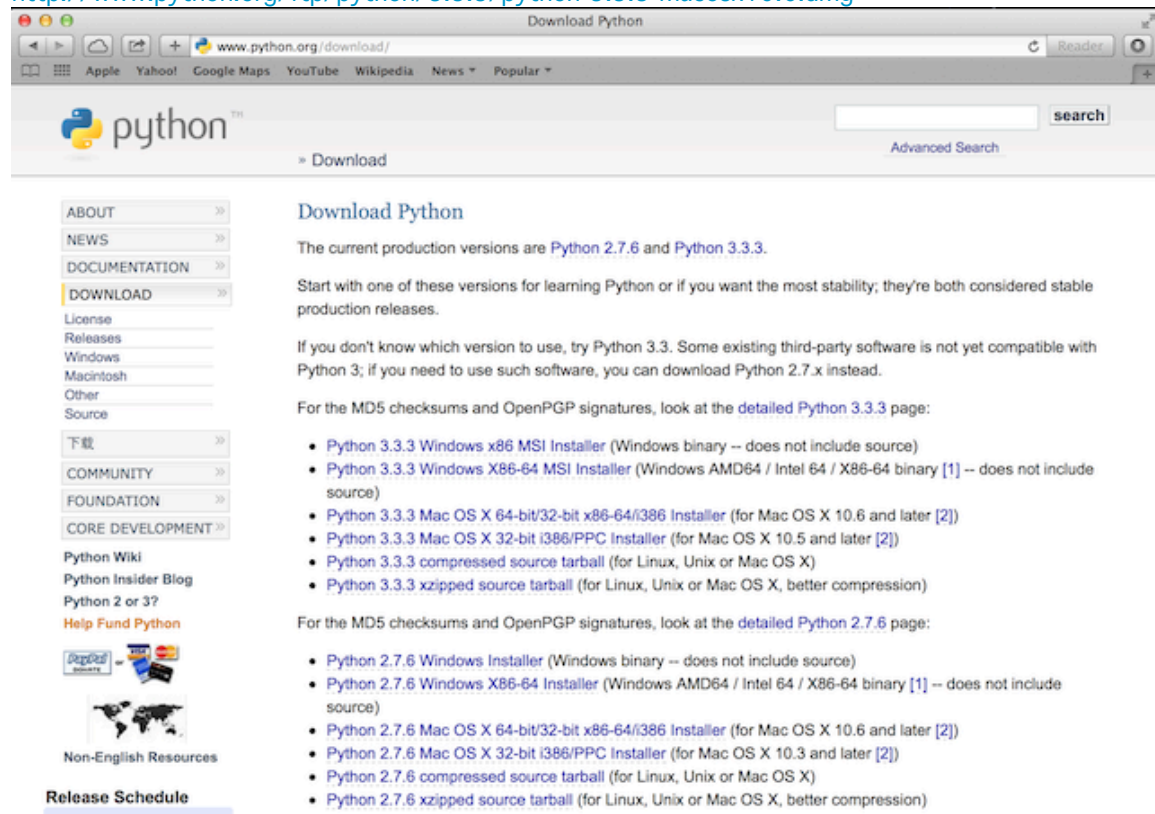 Download Python
www.python.org/download/
Reader
Apple Yahoo! Google Maps YouTube Wikipedia News Popular
python™
search
Advanced Search
» Download
ABOUT »
NEWS »
DOCUMENTATION »
DOWNLOAD »
License
Releases
Windows
Macintosh
Other
Source
下载 »
COMMUNITY »
FOUNDATION »
CORE DEVELOPMENT »
Python Wiki
Python Insider Blog
Python 2 or 3?
Help Fund Python
PayPal
DONATE
VISA
Non-English Resources
Release Schedule
Download Python
The current production versions are Python 2.7.6 and Python 3.3.3.
Start with one of these versions for learning Python or if you want the most stability; they're both considered stable
production releases.
If you don't know which version to use, try Python 3.3. Some existing third-party software is not yet compatible with
Python 3; if you need to use such software, you can download Python 2.7.x instead.
For the MD5 checksums and OpenPGP signatures, look at the detailed Python 3.3.3 page:
• Python 3.3.3 Windows x86 MSI Installer (Windows binary -- does not include source)
• Python 3.3.3 Windows X86-64 MSI Installer (Windows AMD64 / Intel 64 / X86-64 binary [1] -- does not include
source)
• Python 3.3.3 Mac OS X 64-bit/32-bit x86-64/i386 Installer (for Mac OS X 10.6 and later [2])
• Python 3.3.3 Mac OS X 32-bit i386/PPC Installer (for Mac OS X 10.5 and later [2])
• Python 3.3.3 compressed source tarball (for Linux, Unix or Mac OS X)
• Python 3.3.3 xzipped source tarball (for Linux, Unix or Mac OS X, better compression)
For the MD5 checksums and OpenPGP signatures, look at the detailed Python 2.7.6 page:
• Python 2.7.6 Windows Installer (Windows binary -- does not include source)
• Python 2.7.6 Windows X86-64 Installer (Windows AMD64 / Intel 64 / X86-64 binary [1] -- does not include
source)
• Python 2.7.6 Mac OS X 64-bit/32-bit x86-64/i386 Installer (for Mac OS X 10.6 and later [2])
• Python 2.7.6 Mac OS X 32-bit i386/PPC Installer (for Mac OS X 10.3 and later [2])
• Python 2.7.6 compressed source tarball (for Linux, Unix or Mac OS X)
• Python 2.7.6 xzipped source tarball (for Linux, Unix or Mac OS X, better compression)